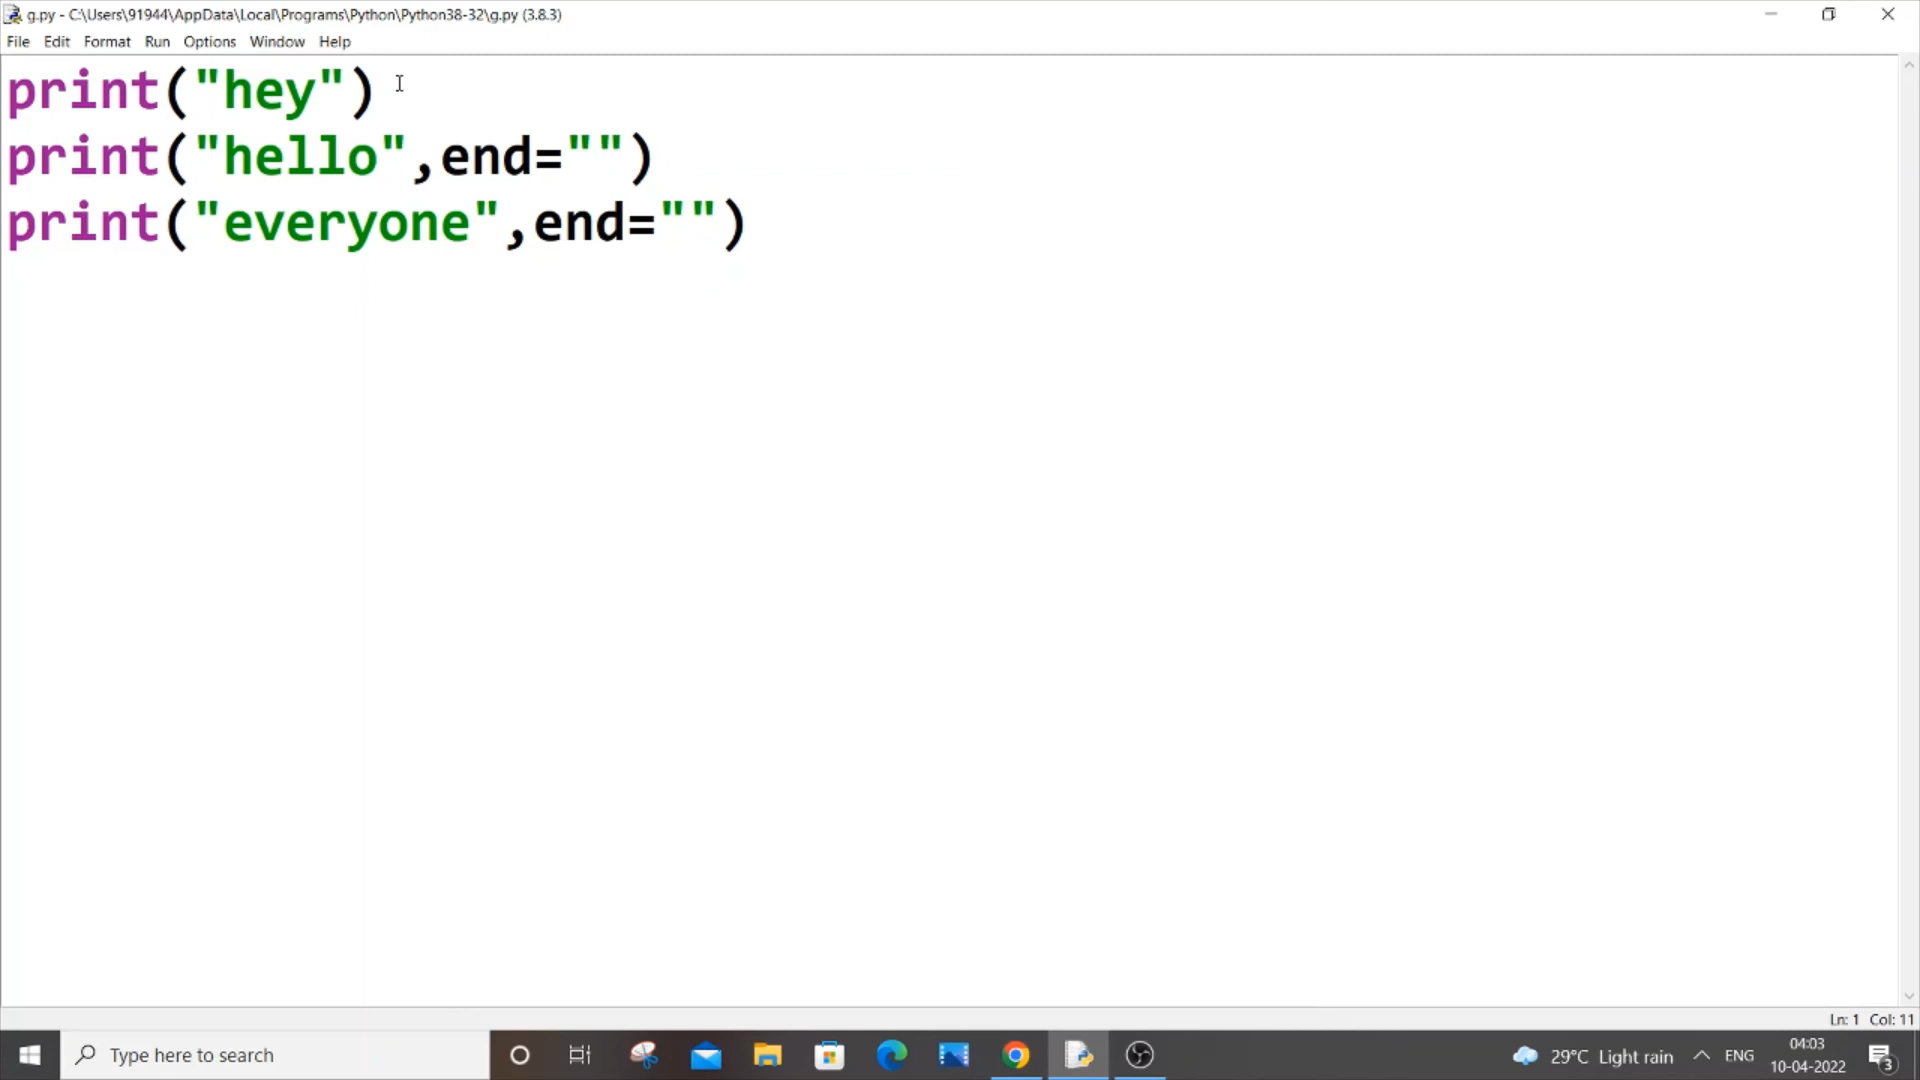 g.py - C:\Users\91944\AppData\Local\Programs\Python\Python38-32\g.py (3.8.3)
File Edit Format Run Options Window Help
print("hey")
print("hello",end="")
print("everyone",end="")
Ln: 1 Col: 11
Type here to search
29°C Light rain
ENG
04:03
10-04-2022
3